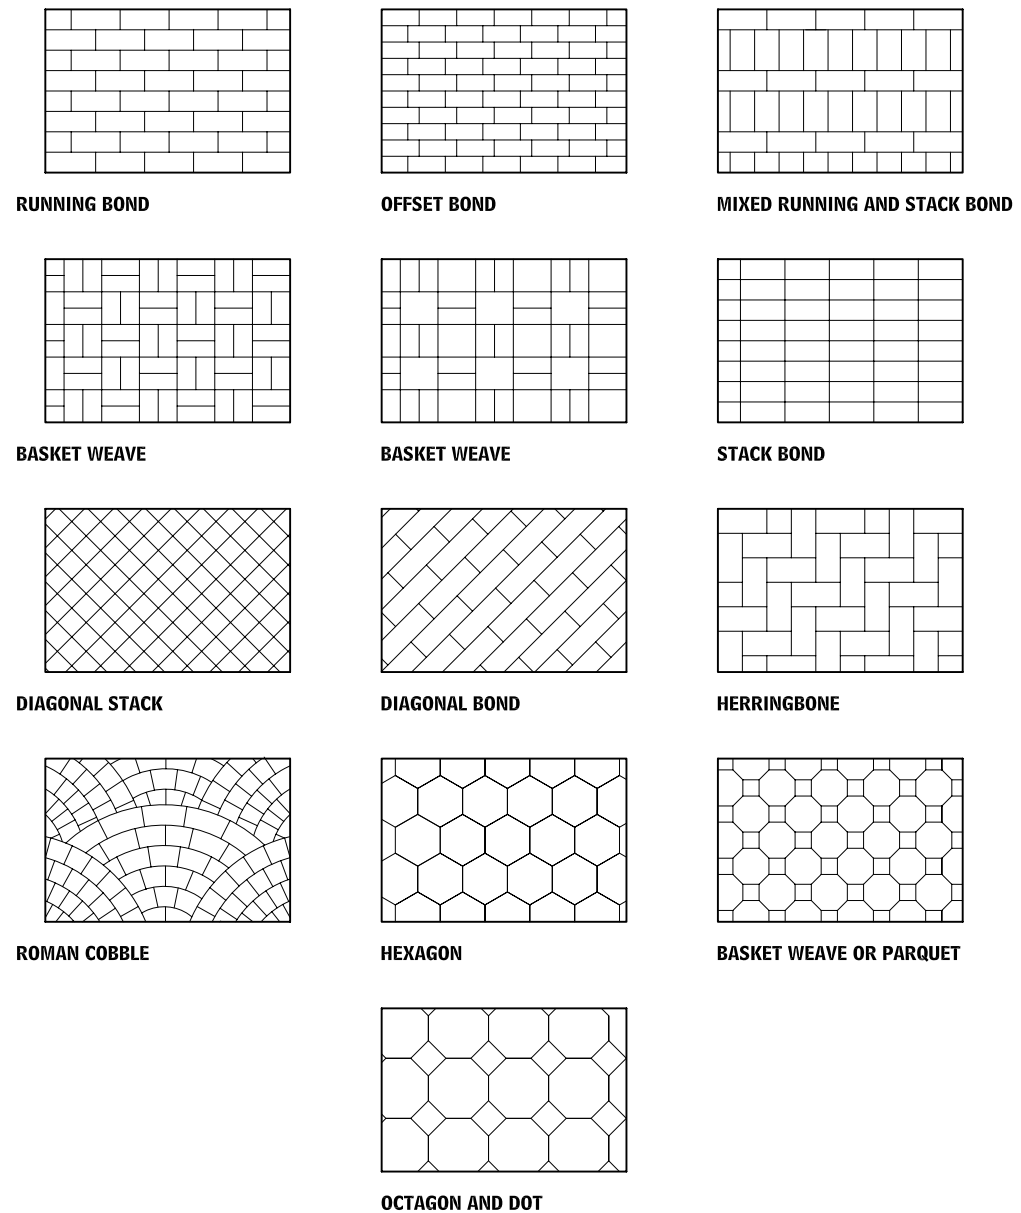 RUNNING BOND
OFFSET BOND
MIXED RUNNING AND STACK BOND
BASKET WEAVE
BASKET WEAVE
STACK BOND
DIAGONAL STACK
DIAGONAL BOND
HERRINGBONE
ROMAN COBBLE
HEXAGON
BASKET WEAVE OR PARQUET
OCTAGON AND DOT